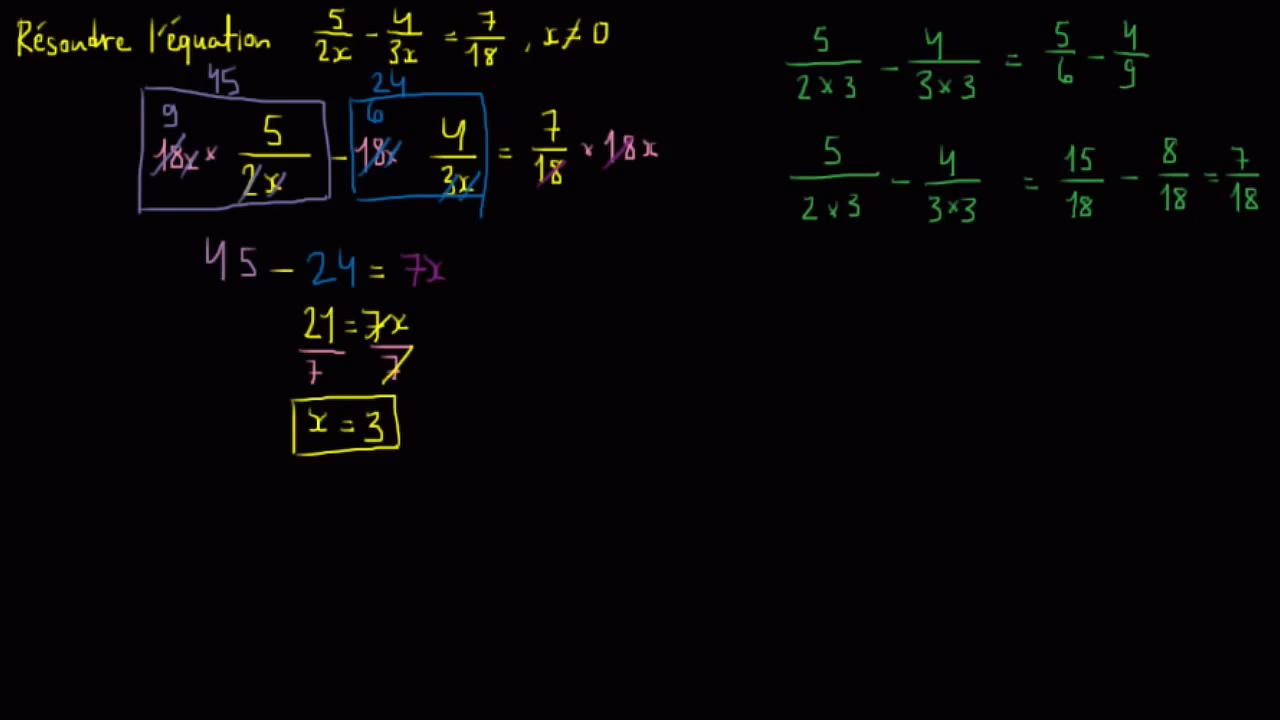 Résoudre l'équation 5/2x - 4/3x = 7/18 , x ≠ 0
45 24
9 6
18x × 5/2x - 18x 4/3x = 7/18 × 18x
45 - 24 = 7x
21/7 = 7x/7
x = 3
5/(2 × 3) - 4/(3 × 3) = 5/6 - 4/9
5/(2 × 3) - 4/(3 × 3) = 15/18 - 8/18 = 7/18